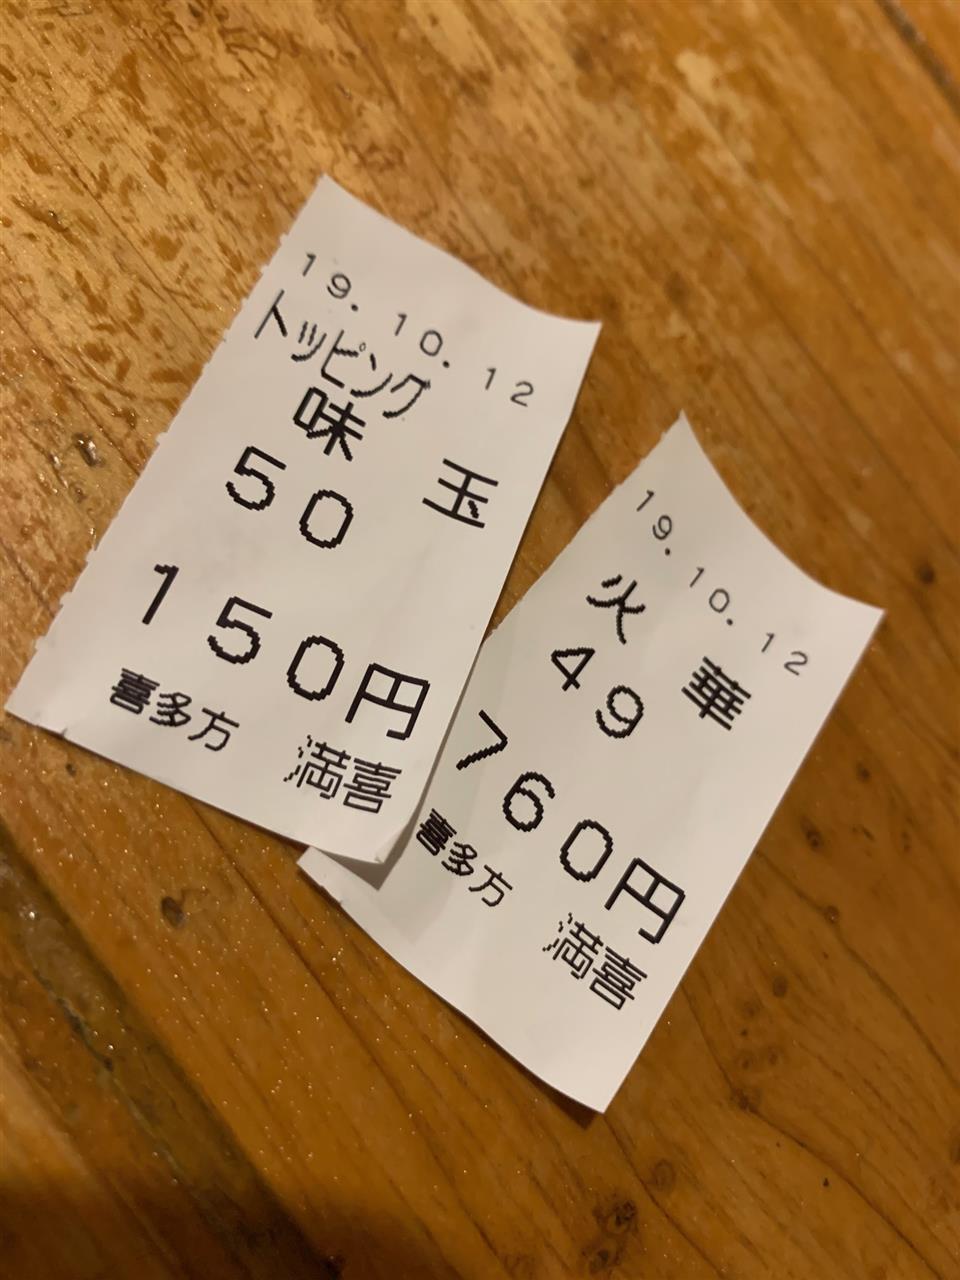 19.10.12
トッピング
味玉
50
150円
喜多方 満喜
19.10.12
火華
49
760円
喜多方 満喜